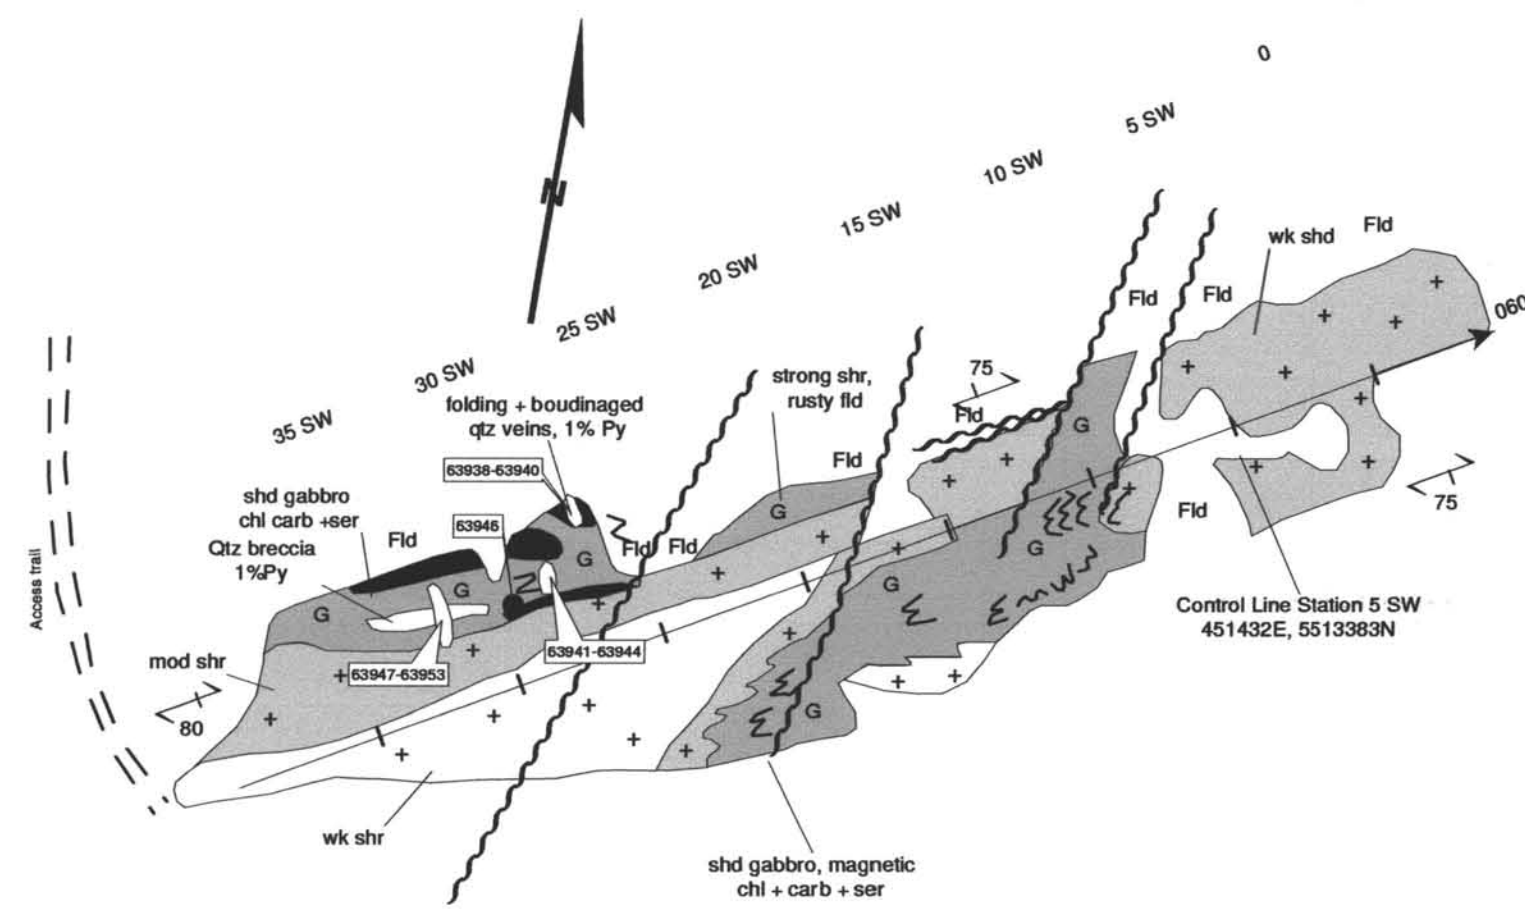 0
5 SW
10 SW
15 SW
20 SW
25 SW
30 SW
35 SW
N
Fld
wk shd
060
Fld
Fld
75
Fld
strong shr,
rusty fld
folding + boudinaged
qtz veins, 1% Py
63938-63940
Fld
G
75
Fld
shd gabbro
chl carb +ser
63946
Fld
Qtz breccia
1%Py
G
Fld
Fld
G
G
G
G
G
Access trail
Control Line Station 5 SW
451432E, 5513383N
63941-63944
63947-63953
mod shr
80
G
wk shr
shd gabbro, magnetic
chl + carb + ser